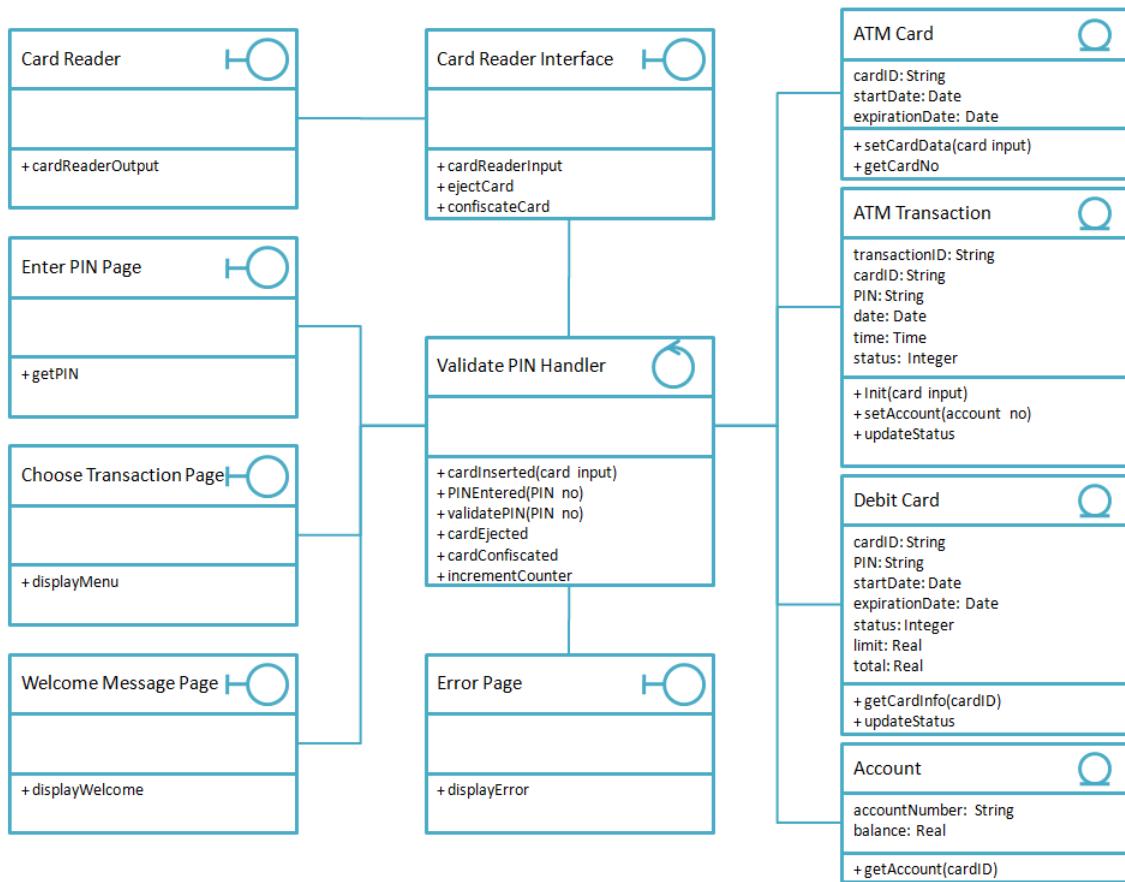 Card Reader
+ cardReaderOutput
Card Reader Interface
+ cardReaderInput
+ ejectCard
+ confiscateCard
ATM Card
cardID: String
startDate: Date
expirationDate: Date
+ setCardData(card input)
+ getCardNo
Enter PIN Page
+ getPIN
ATM Transaction
transactionID: String
cardID: String
PIN: String
date: Date
time: Time
status: Integer
+ Init(card input)
+ setAccount(account no)
+ updateStatus
Validate PIN Handler
+ cardInserted(card input)
+ PINEntered(PIN no)
+ validatePIN(PIN no)
+ cardEjected
+ cardConfiscated
+ incrementCounter
Choose Transaction Page
+ displayMenu
Debit Card
cardID: String
PIN: String
startDate: Date
expirationDate: Date
status: Integer
limit: Real
total: Real
+ getCardInfo(cardID)
+ updateStatus
Welcome Message Page
+ displayWelcome
Error Page
+ displayError
Account
accountNumber: String
balance: Real
+ getAccount(cardID)